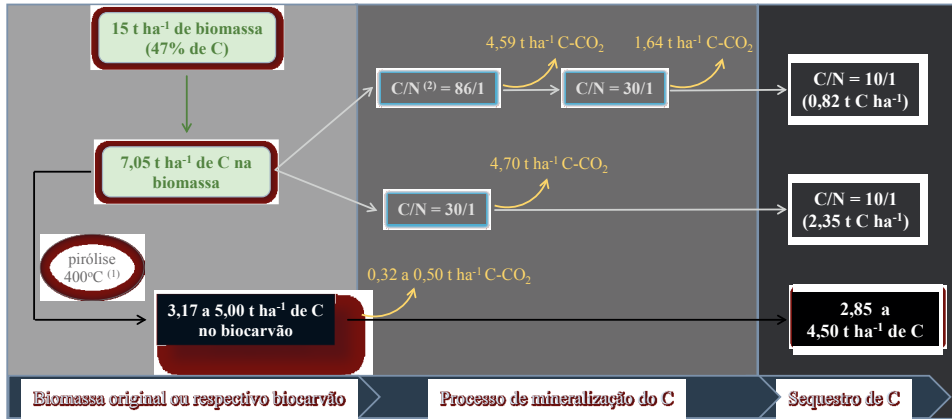 15 t ha⁻¹ de biomassa
(47% de C)
7,05 t ha⁻¹ de C na
biomassa
pirólise
400ºC ⁽¹⁾
3,17 a 5,00 t ha⁻¹ de C
no biocarvão
C/N ⁽²⁾ = 86/1
4,59 t ha⁻¹ C-CO₂
C/N = 30/1
1,64 t ha⁻¹ C-CO₂
C/N = 10/1
(0,82 t C ha⁻¹)
C/N = 30/1
4,70 t ha⁻¹ C-CO₂
C/N = 10/1
(2,35 t C ha⁻¹)
0,32 a 0,50 t ha⁻¹ C-CO₂
2,85 a
4,50 t ha⁻¹ de C
Biomassa original ou respectivo biocarvão
Processo de mineralização do C
Sequestro de C